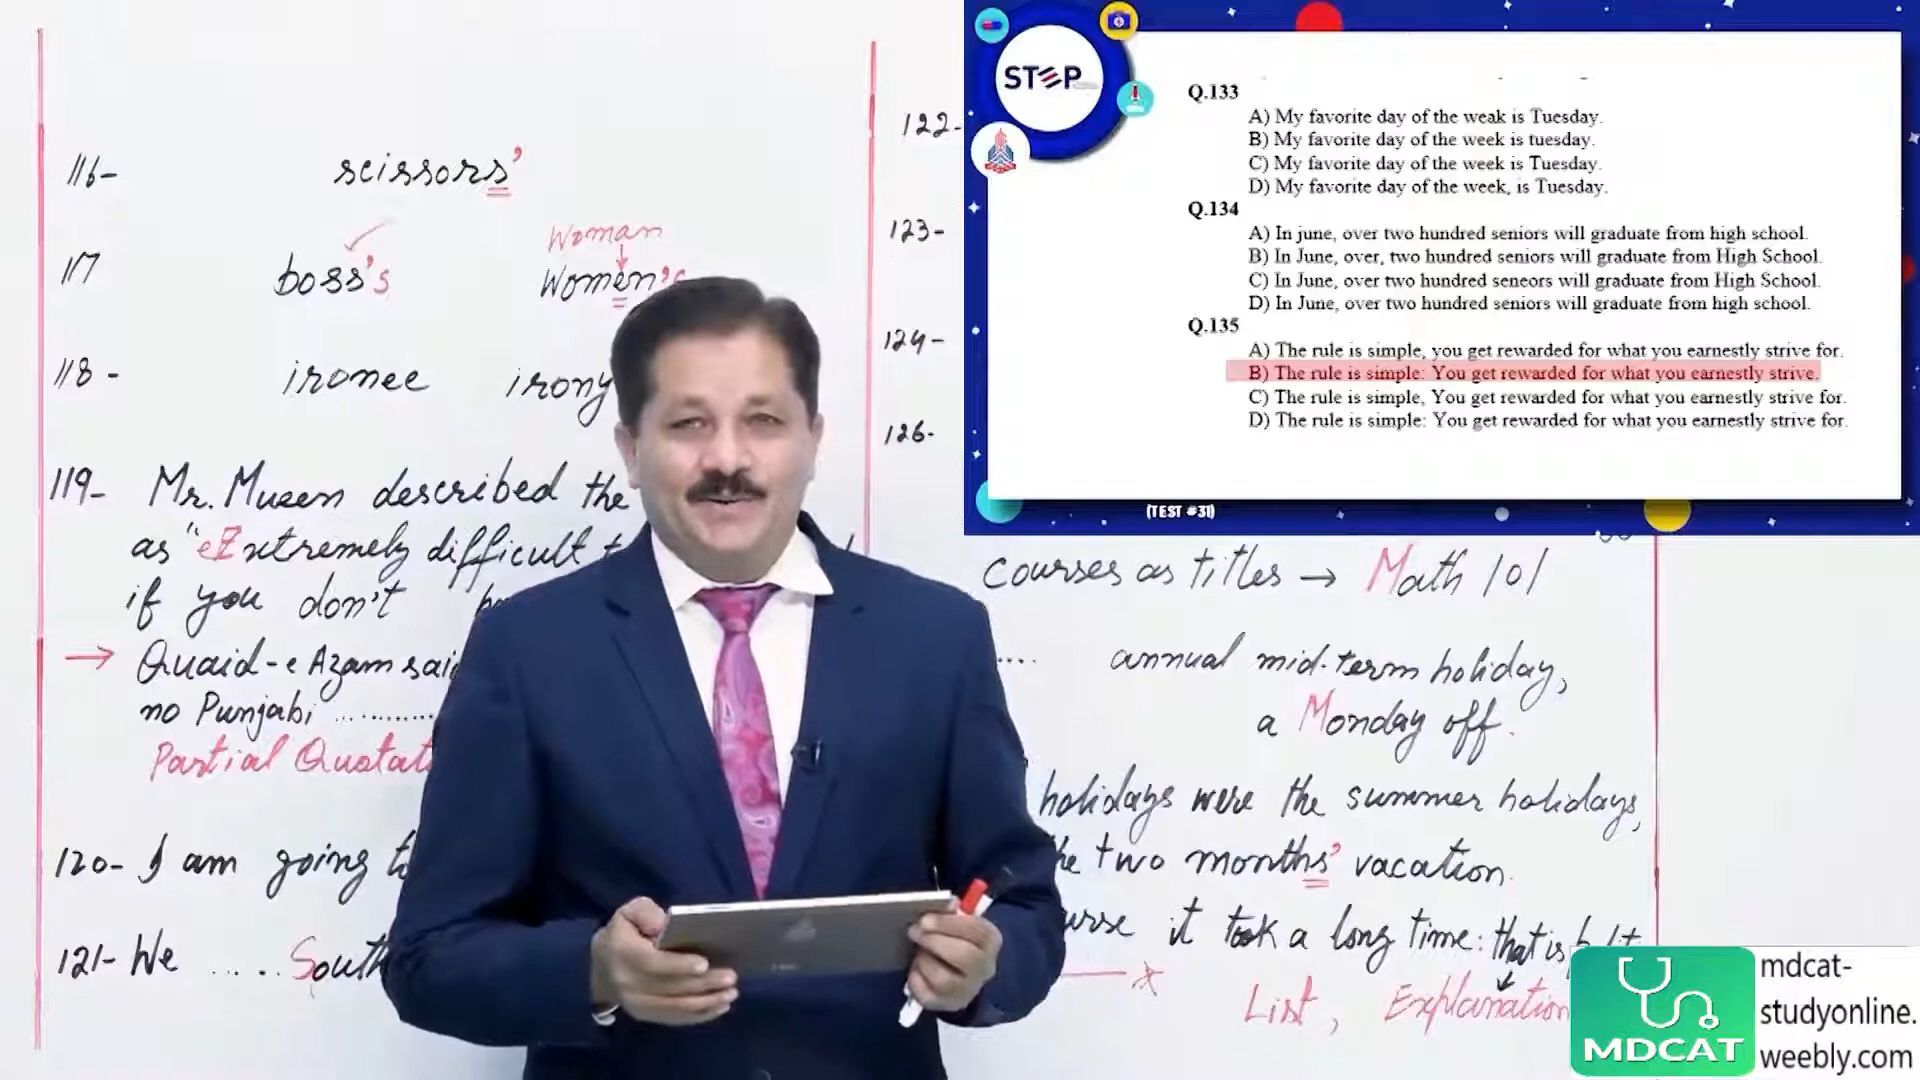 116- scissors'
117 boss's Woman Women's
118 - ironee irony
119- Mr. Mueen described the
as "eExtremely difficult t
if you don't
→ Quaid-e Azam said
no Punjabi ..........
Partial Quotat
120- I am going to
121- We ..... South
122-
123-
124-
126-
STEP
Q.133
A) My favorite day of the weak is Tuesday.
B) My favorite day of the week is tuesday.
C) My favorite day of the week is Tuesday.
D) My favorite day of the week, is Tuesday.
Q.134
A) In june, over two hundred seniors will graduate from high school.
B) In June, over, two hundred seniors will graduate from High School.
C) In June, over two hundred seneors will graduate from High School.
D) In June, over two hundred seniors will graduate from high school.
Q.135
A) The rule is simple, you get rewarded for what you earnestly strive for.
B) The rule is simple: You get rewarded for what you earnestly strive.
C) The rule is simple, You get rewarded for what you earnestly strive for.
D) The rule is simple: You get rewarded for what you earnestly strive for.
(TEST #31)
courses as titles → Math 101
.... annual mid-term holiday,
a Monday off.
holidays were the summer holidays,
the two months' vacation.
it took a long time: that is
List, Explanation
MDCAT
mdcat-
studyonline.
weebly.com